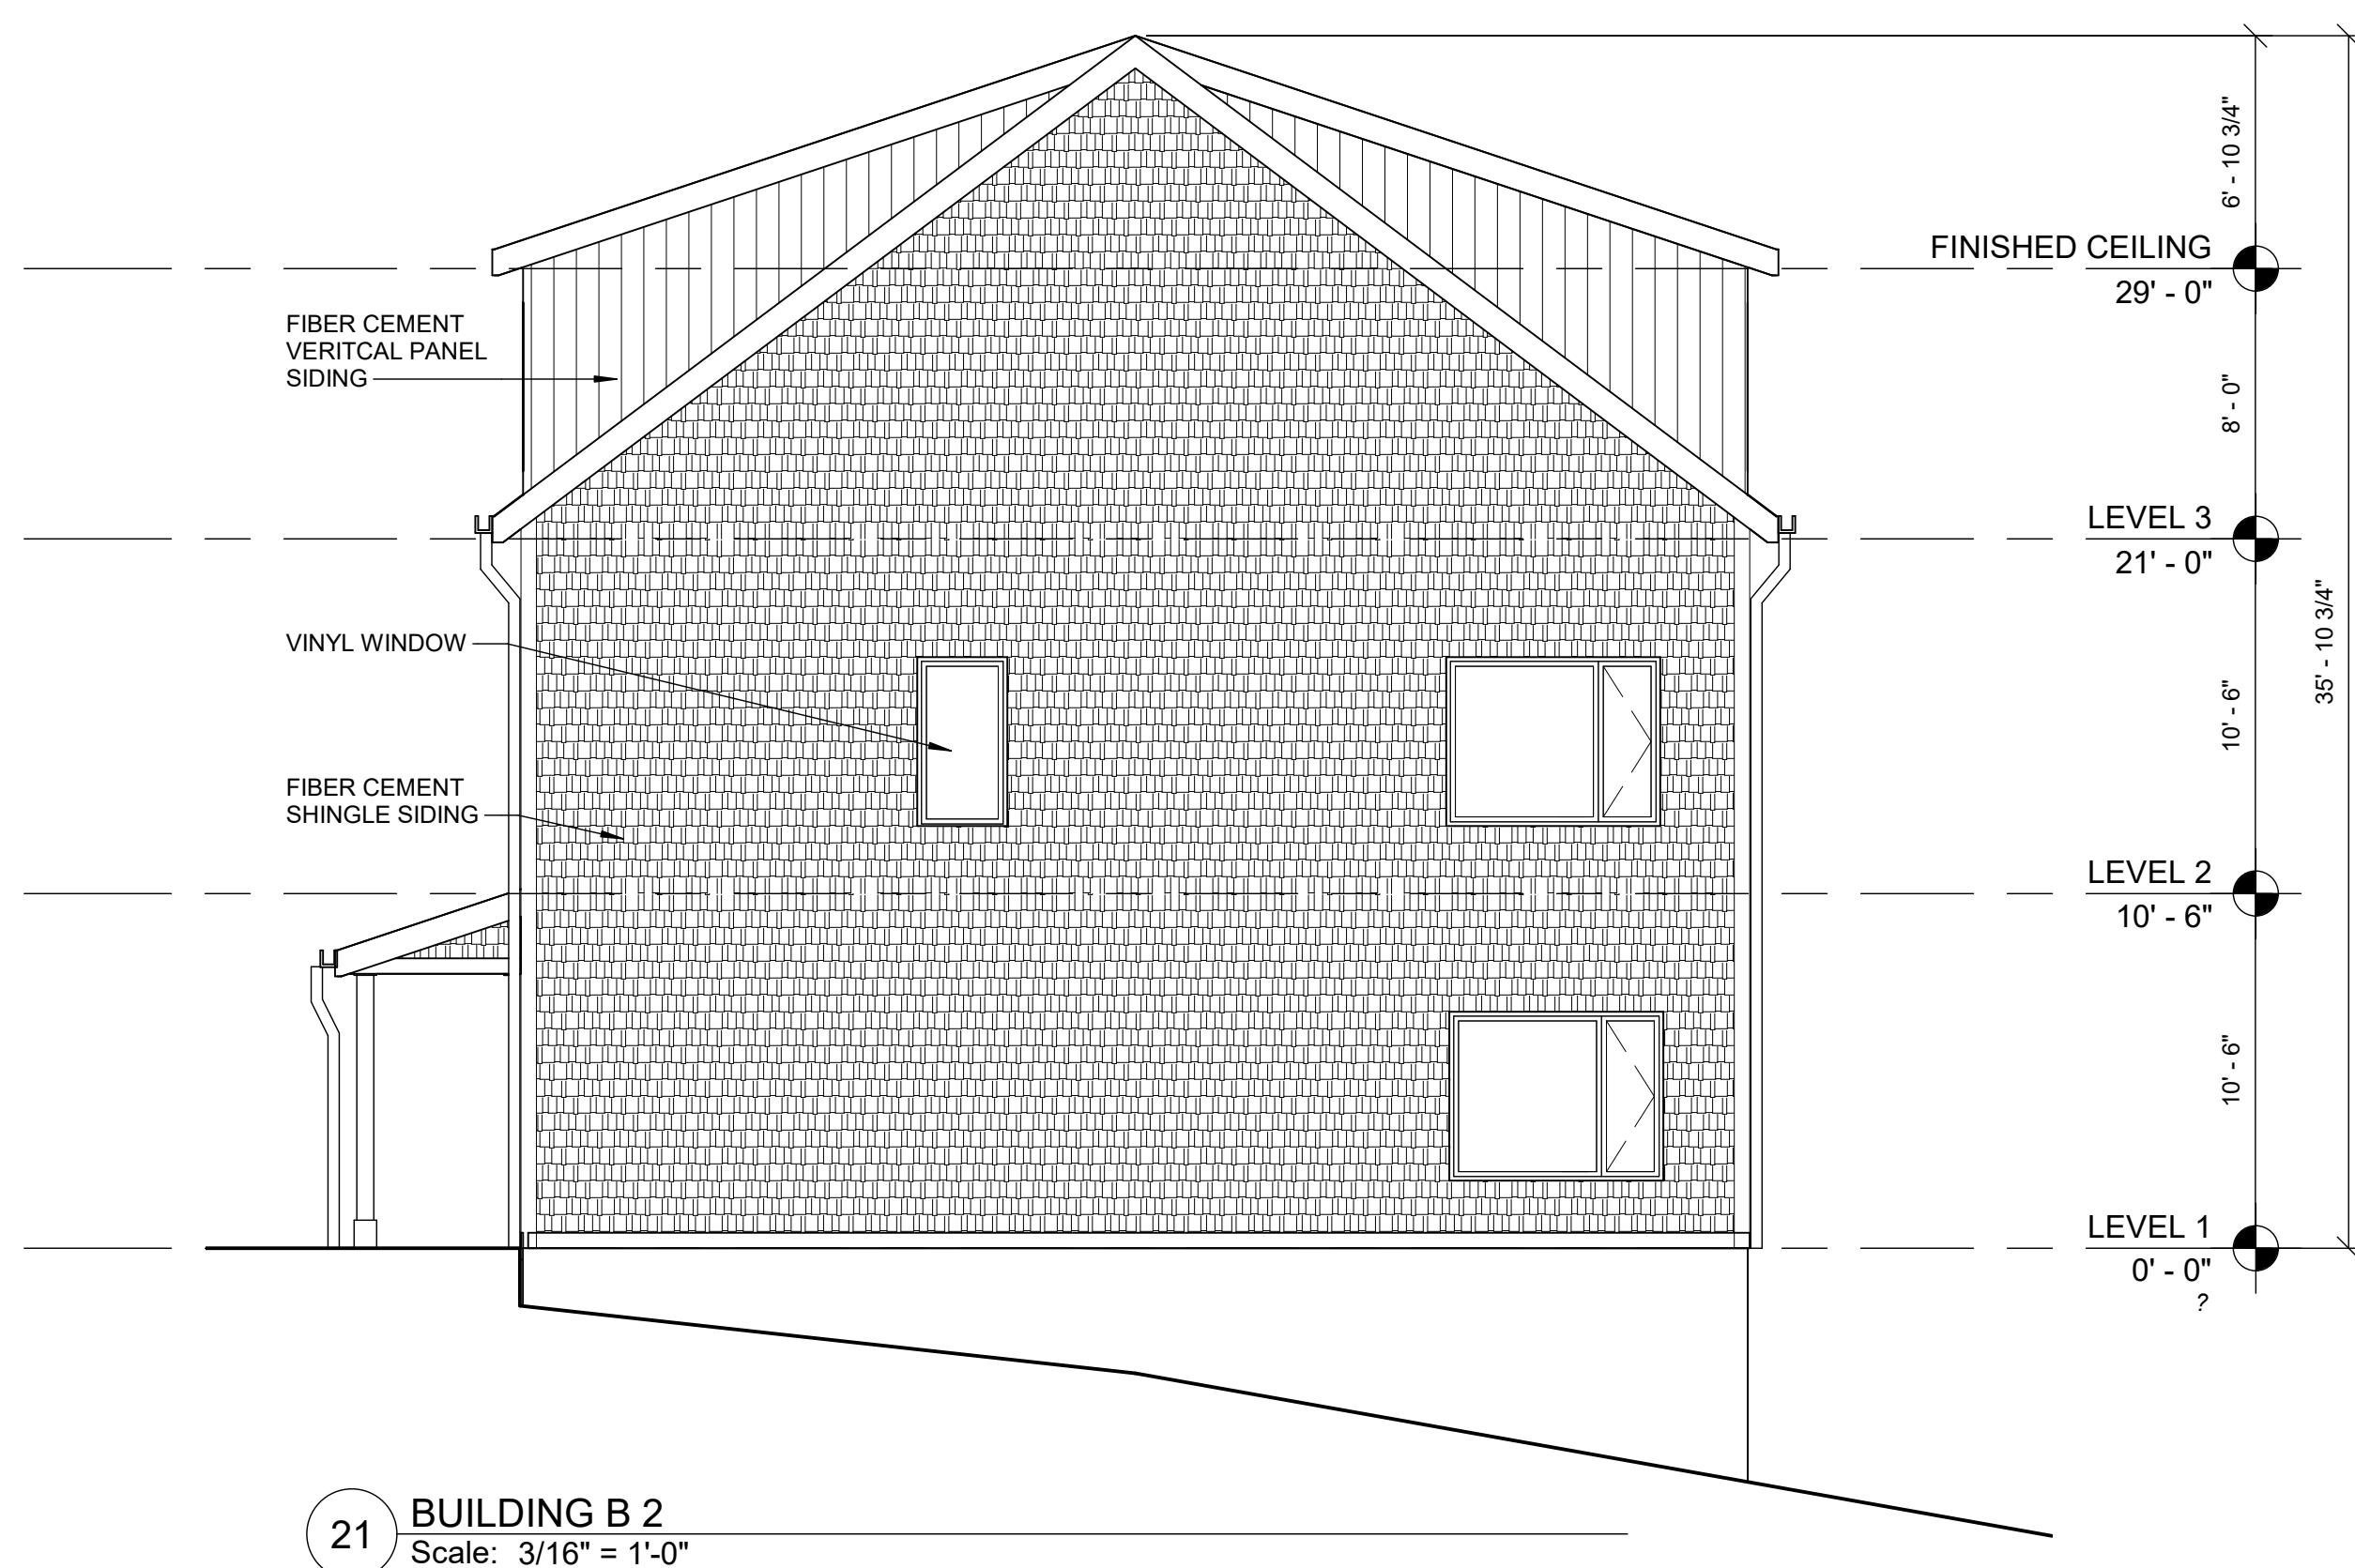 6' - 10 3/4"
FINISHED CEILING
29' - 0"
FIBER CEMENT
VERITCAL PANEL
SIDING
8' - 0"
LEVEL 3
21' - 0"
35' - 10 3/4"
VINYL WINDOW
10' - 6"
FIBER CEMENT
SHINGLE SIDING
LEVEL 2
10' - 6"
10' - 6"
LEVEL 1
0' - 0"
?
21
BUILDING B 2
Scale: 3/16" = 1'-0"